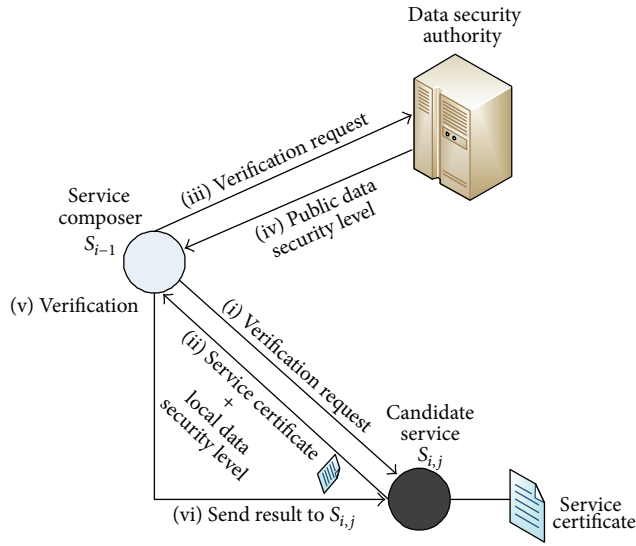 Data security
authority
(iii) Verification request
(iv) Public data
security level
Service
composer
S_{i−1}
(v) Verification
(i) Verification request
(ii) Service certificate
+
local data
security level
Candidate
service
S_{i,j}
(vi) Send result to S_{i,j}
Service
certificate